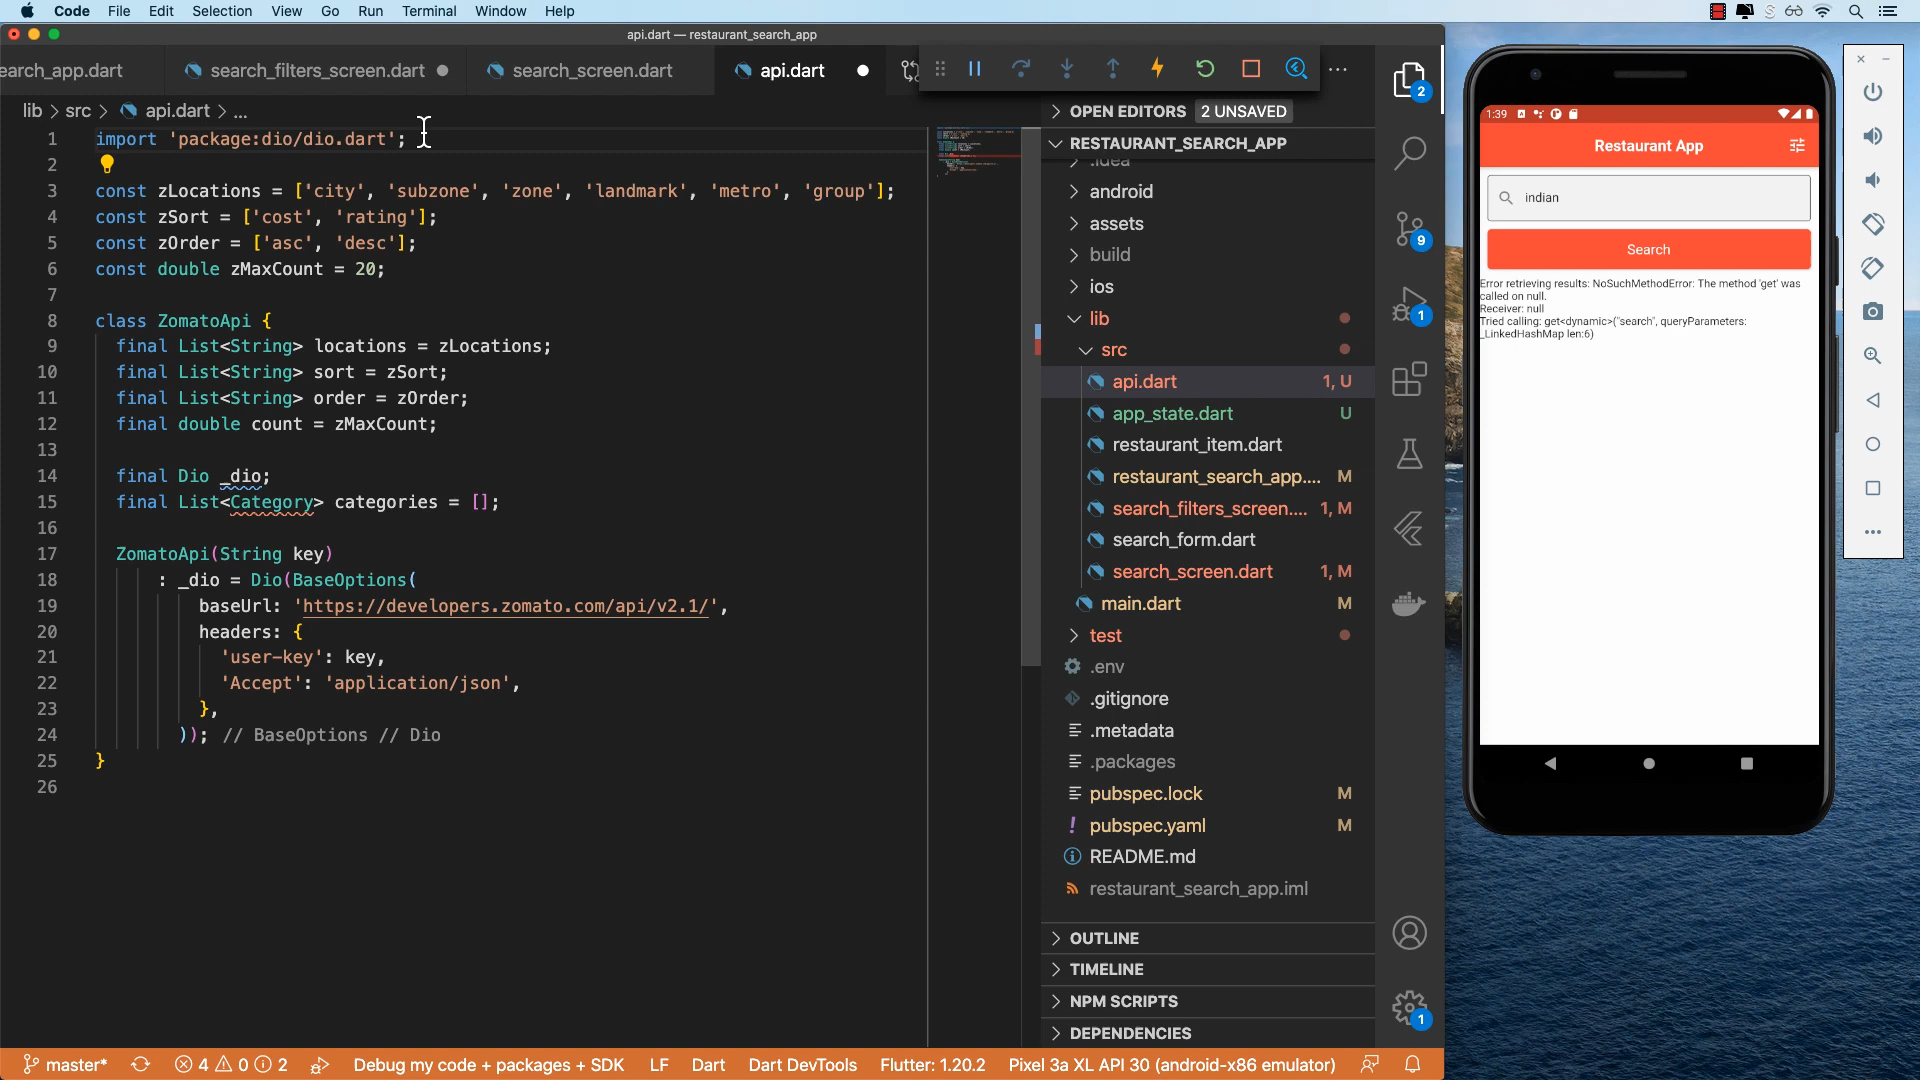 Code File Edit Selection View Go Run Terminal Window Help
api.dart — restaurant_search_app
earch_app.dart search_filters_screen.dart search_screen.dart api.dart
lib > src > api.dart > ...
1 import 'package:dio/dio.dart';
2
3 const zLocations = ['city', 'subzone', 'zone', 'landmark', 'metro', 'group'];
4 const zSort = ['cost', 'rating'];
5 const zOrder = ['asc', 'desc'];
6 const double zMaxCount = 20;
7
8 class ZomatoApi {
9 final List<String> locations = zLocations;
10 final List<String> sort = zSort;
11 final List<String> order = zOrder;
12 final double count = zMaxCount;
13
14 final Dio _dio;
15 final List<Category> categories = [];
16
17 ZomatoApi(String key)
18 : _dio = Dio(BaseOptions(
19 baseUrl: 'https://developers.zomato.com/api/v2.1/',
20 headers: {
21 'user-key': key,
22 'Accept': 'application/json',
23 },
24 )); // BaseOptions // Dio
25 }
26
OPEN EDITORS 2 UNSAVED
RESTAURANT_SEARCH_APP
.idea
android
assets
build
ios
lib
src
api.dart 1, U
app_state.dart U
restaurant_item.dart
restaurant_search_app.... M
search_filters_screen.... 1, M
search_form.dart
search_screen.dart 1, M
main.dart M
test
.env
.gitignore
.metadata
.packages
pubspec.lock M
pubspec.yaml M
README.md
restaurant_search_app.iml
OUTLINE
TIMELINE
NPM SCRIPTS
DEPENDENCIES
2
9
1
1
1:39
Restaurant App
indian
Search
Error retrieving results: NoSuchMethodError: The method 'get' was
called on null.
Receiver: null
Tried calling: get<dynamic>("search", queryParameters:
_LinkedHashMap len:6)
master* 4 0 2 Debug my code + packages + SDK LF Dart Dart DevTools Flutter: 1.20.2 Pixel 3a XL API 30 (android-x86 emulator)